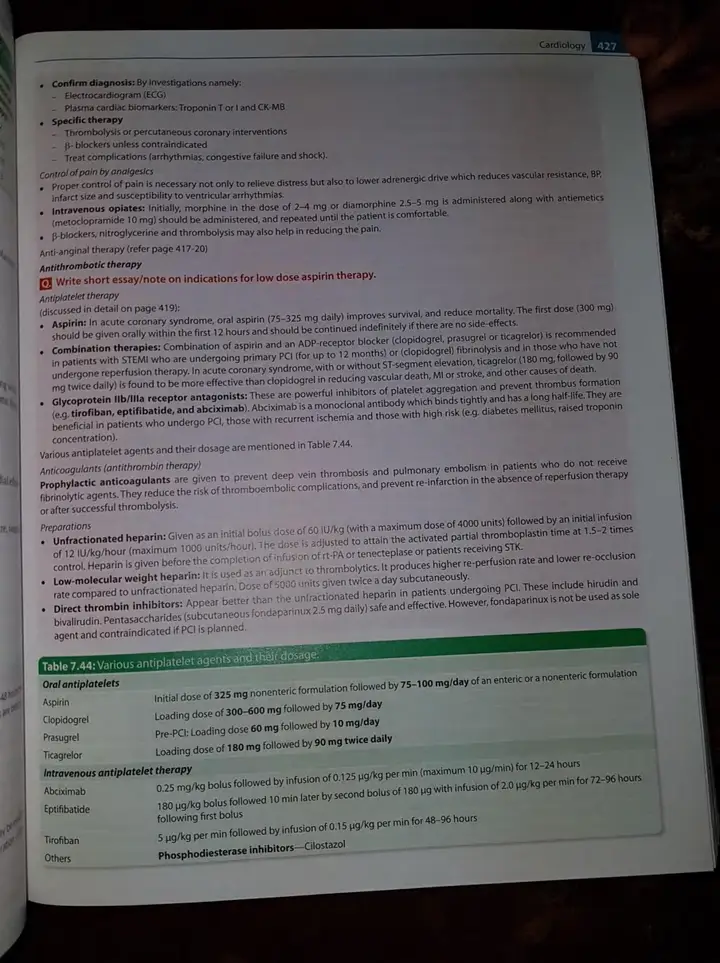 Cardiology 427
• Confirm diagnosis: By investigations namely:
– Electrocardiogram (ECG)
– Plasma cardiac biomarkers: Troponin T or I and CK-MB
• Specific therapy
– Thrombolysis or percutaneous coronary interventions
– β- blockers unless contraindicated
– Treat complications (arrhythmias, congestive failure and shock).
Control of pain by analgesics
• Proper control of pain is necessary not only to relieve distress but also to lower adrenergic drive which reduces vascular resistance, BP,
infarct size and susceptibility to ventricular arrhythmias.
• Intravenous opiates: Initially, morphine in the dose of 2–4 mg or diamorphine 2.5–5 mg is administered along with antiemetics
(metoclopramide 10 mg) should be administered, and repeated until the patient is comfortable.
• β-blockers, nitroglycerine and thrombolysis may also help in reducing the pain.
Anti-anginal therapy (refer page 417-20)
Antithrombotic therapy
Q. Write short essay/note on indications for low dose aspirin therapy.
Antiplatelet therapy
(discussed in detail on page 419):
• Aspirin: In acute coronary syndrome, oral aspirin (75–325 mg daily) improves survival, and reduce mortality. The first dose (300 mg)
should be given orally within the first 12 hours and should be continued indefinitely if there are no side-effects.
• Combination therapies: Combination of aspirin and an ADP-receptor blocker (clopidogrel, prasugrel or ticagrelor) is recommended
in patients with STEMI who are undergoing primary PCI (for up to 12 months) or (clopidogrel) fibrinolysis and in those who have not
undergone reperfusion therapy. In acute coronary syndrome, with or without ST-segment elevation, ticagrelor (180 mg, followed by 90
mg twice daily) is found to be more effective than clopidogrel in reducing vascular death, MI or stroke, and other causes of death.
• Glycoprotein IIb/IIIa receptor antagonists: These are powerful inhibitors of platelet aggregation and prevent thrombus formation
(e.g. tirofiban, eptifibatide, and abciximab). Abciximab is a monoclonal antibody which binds tightly and has a long half-life. They are
beneficial in patients who undergo PCI, those with recurrent ischemia and those with high risk (e.g. diabetes mellitus, raised troponin
concentration).
Various antiplatelet agents and their dosage are mentioned in Table 7.44.
Anticoagulants (antithrombin therapy)
Prophylactic anticoagulants are given to prevent deep vein thrombosis and pulmonary embolism in patients who do not receive
fibrinolytic agents. They reduce the risk of thromboembolic complications, and prevent re-infarction in the absence of reperfusion therapy
or after successful thrombolysis.
Preparations
• Unfractionated heparin: Given as an initial bolus dose of 60 IU/kg (with a maximum dose of 4000 units) followed by an initial infusion
of 12 IU/kg/hour (maximum 1000 units/hour). The dose is adjusted to attain the activated partial thromboplastin time at 1.5–2 times
control. Heparin is given before the completion of infusion of rt-PA or tenecteplase or patients receiving STK.
• Low-molecular weight heparin: It is used as an adjunct to thrombolytics. It produces higher re-perfusion rate and lower re-occlusion
rate compared to unfractionated heparin. Dose of 5000 units given twice a day subcutaneously.
• Direct thrombin inhibitors: Appear better than the unfractionated heparin in patients undergoing PCI. These include hirudin and
bivalirudin. Pentasaccharides (subcutaneous fondaparinux 2.5 mg daily) safe and effective. However, fondaparinux is not be used as sole
agent and contraindicated if PCI is planned.
Table 7.44: Various antiplatelet agents and their dosage.
Oral antiplatelets
Aspirin Initial dose of 325 mg nonenteric formulation followed by 75–100 mg/day of an enteric or a nonenteric formulation
Clopidogrel Loading dose of 300–600 mg followed by 75 mg/day
Prasugrel Pre-PCI: Loading dose 60 mg followed by 10 mg/day
Ticagrelor Loading dose of 180 mg followed by 90 mg twice daily
Intravenous antiplatelet therapy
Abciximab 0.25 mg/kg bolus followed by infusion of 0.125 μg/kg per min (maximum 10 μg/min) for 12–24 hours
Eptifibatide 180 μg/kg bolus followed 10 min later by second bolus of 180 μg with infusion of 2.0 μg/kg per min for 72–96 hours
following first bolus
Tirofiban 5 μg/kg per min followed by infusion of 0.15 μg/kg per min for 48–96 hours
Others Phosphodiesterase inhibitors—Cilostazol